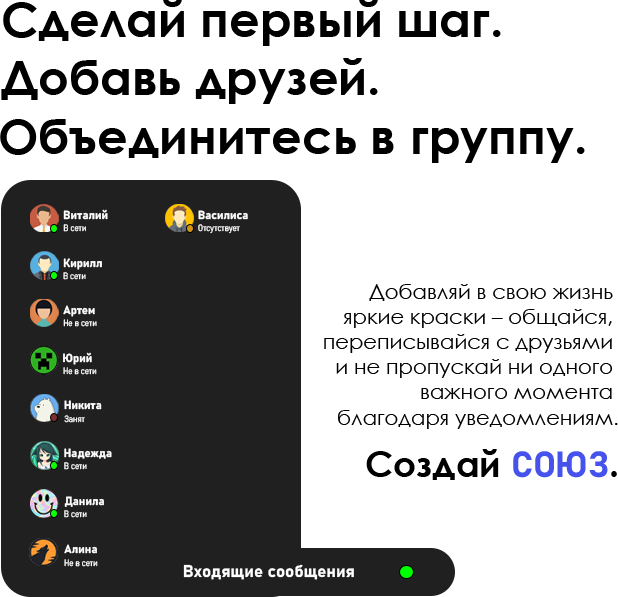 Сделай первый шаг.
Добавь друзей.
Объединитесь в группу.
Виталий
В сети
Василиса
Отсутствует
Кирилл
В сети
Артем
Не в сети
Юрий
Не в сети
Никита
Занят
Надежда
В сети
Данила
В сети
Алина
Не в сети
Добавляй в свою жизнь
яркие краски – общайся,
переписывайся с друзьями
и не пропускай ни одного
важного момента
благодаря уведомлениям.
Создай СОЮЗ.
Входящие сообщения